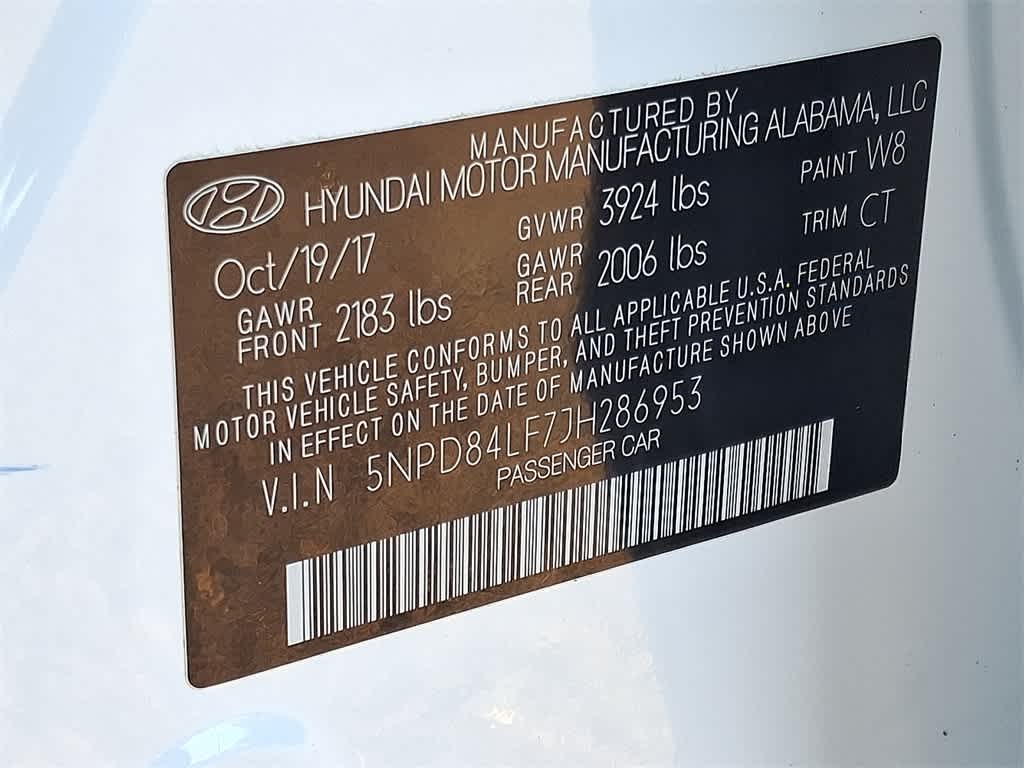 MANUFACTURED BY
HYUNDAI MOTOR MANUFACTURING ALABAMA, LLC
Oct/19/17 GVWR 3924 lbs PAINT W8
GAWR FRONT 2183 lbs GAWR REAR 2006 lbs TRIM CT
THIS VEHICLE CONFORMS TO ALL APPLICABLE U.S.A. FEDERAL
MOTOR VEHICLE SAFETY, BUMPER, AND THEFT PREVENTION STANDARDS
IN EFFECT ON THE DATE OF MANUFACTURE SHOWN ABOVE
V.I.N 5NPD84LF7JH286953
PASSENGER CAR